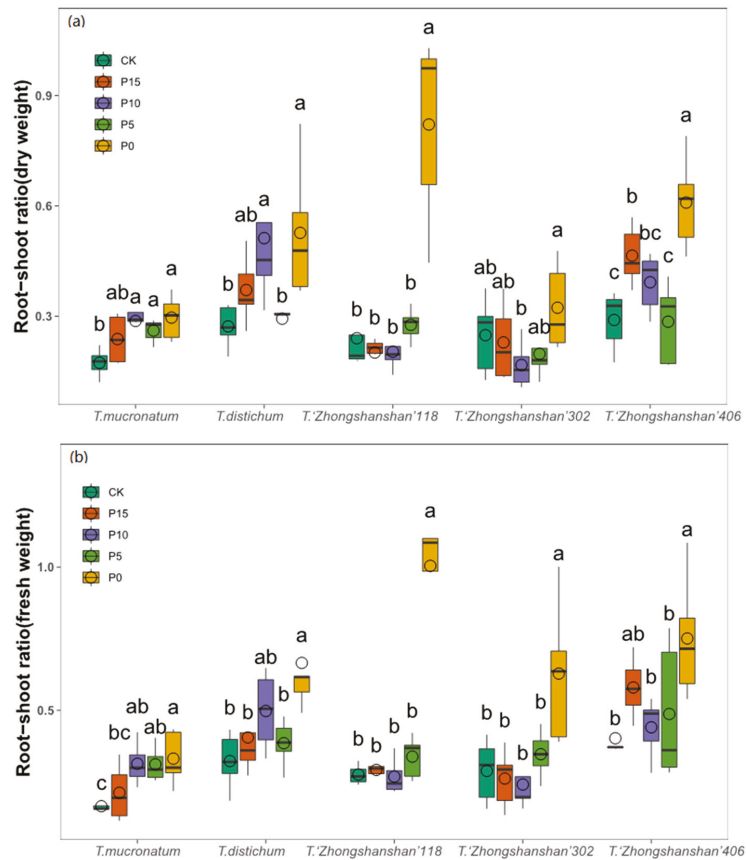 (a)
Root−shoot ratio(dry weight)
0.9
0.6
0.3
CK
P15
P10
P5
P0
b ab a a a
b ab a b a
b b b b a
ab ab b ab a
c b bc c a
T.mucronatum T.distichum T.‘Zhongshanshan’118 T.‘Zhongshanshan’302 T.‘Zhongshanshan’406
(b)
Root−shoot ratio(fresh weight)
1.0
0.5
CK
P15
P10
P5
P0
c bc ab ab a
b b ab b a
b b b b a
b b b b a
b ab b b a
T.mucronatum T.distichum T.‘Zhongshanshan’118 T.‘Zhongshanshan’302 T.‘Zhongshanshan’406